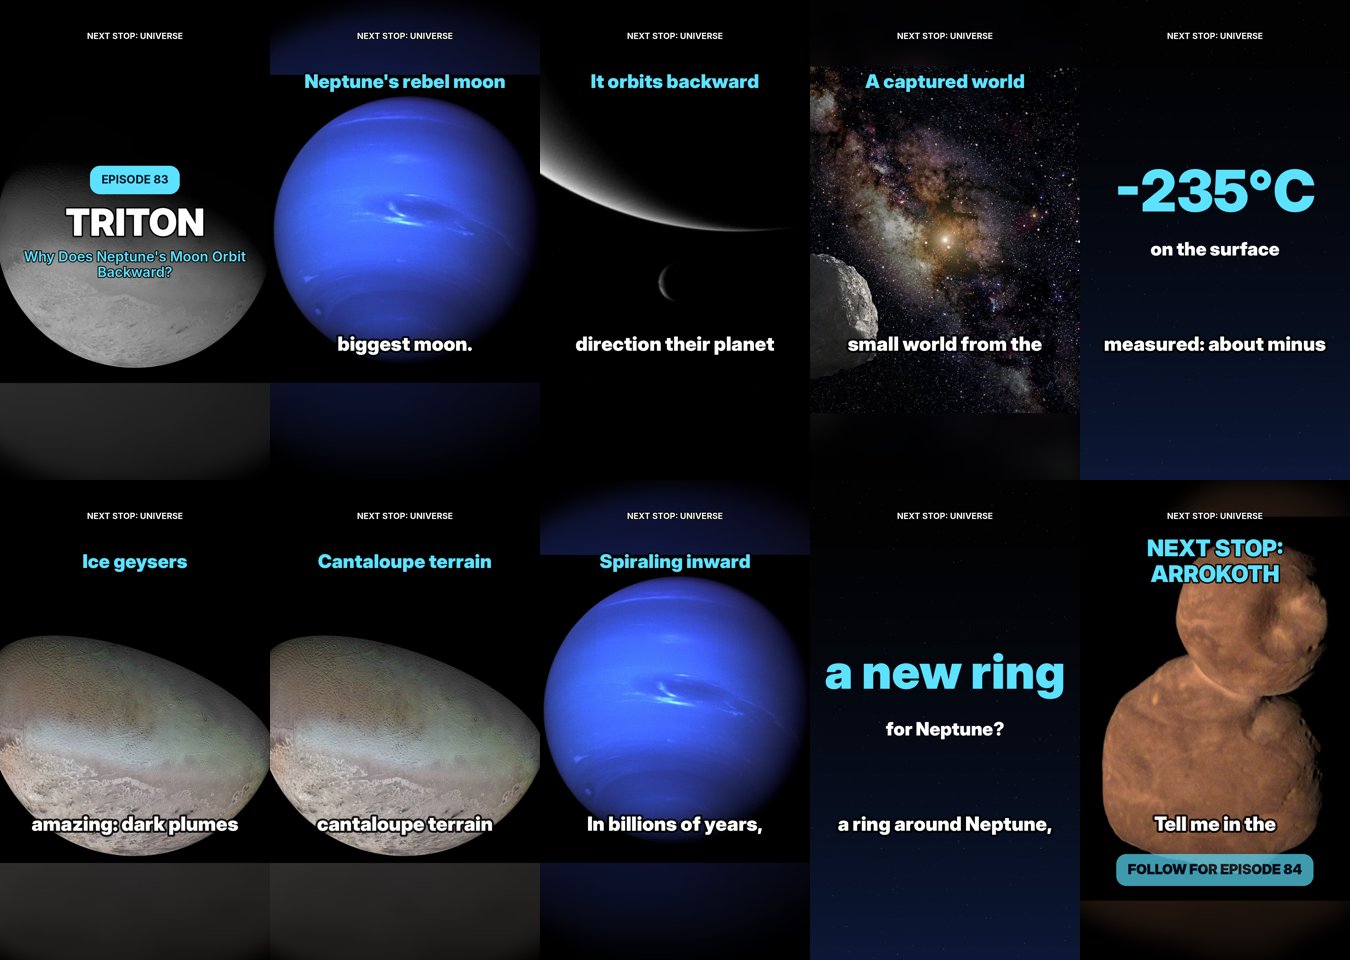 NEXT STOP: UNIVERSE
EPISODE 83
TRITON
Why Does Neptune's Moon Orbit
Backward?
NEXT STOP: UNIVERSE
Neptune's rebel moon
biggest moon.
NEXT STOP: UNIVERSE
It orbits backward
direction their planet
NEXT STOP: UNIVERSE
A captured world
small world from the
NEXT STOP: UNIVERSE
-235°C
on the surface
measured: about minus
NEXT STOP: UNIVERSE
Ice geysers
amazing: dark plumes
NEXT STOP: UNIVERSE
Cantaloupe terrain
cantaloupe terrain
NEXT STOP: UNIVERSE
Spiraling inward
In billions of years,
NEXT STOP: UNIVERSE
a new ring
for Neptune?
a ring around Neptune,
NEXT STOP: UNIVERSE
NEXT STOP:
ARROKOTH
Tell me in the
FOLLOW FOR EPISODE 84